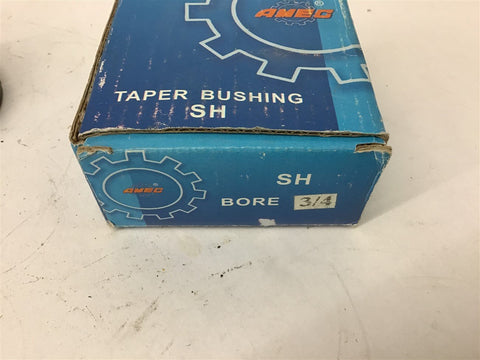 AMEC®
TAPER BUSHING
SH
AMEC
SH
BORE 3/4